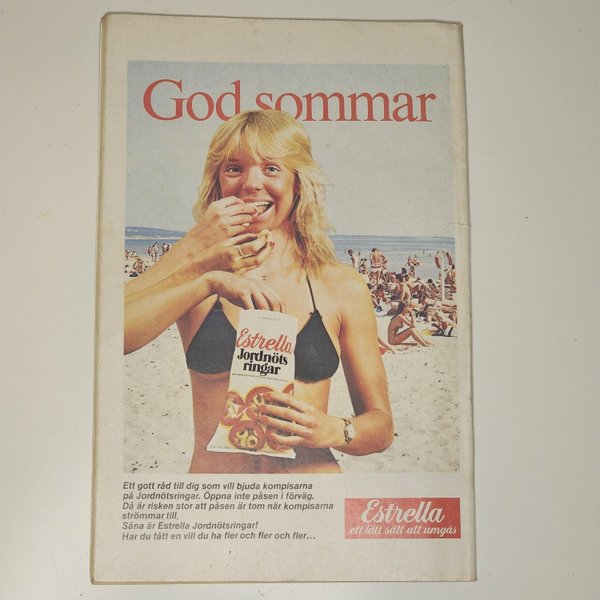 God sommar
Estrella
Jordnöts
ringar
Ett gott råd till dig som vill bjuda kompisarna
på Jordnötsringar. Öppna inte påsen i förväg.
Då är risken stor att påsen är tom när kompisarna
strömmar till.
Såna är Estrella Jordnötsringar!
Har du fått en vill du ha fler och fler och fler...
Estrella
ett lätt sätt att umgås